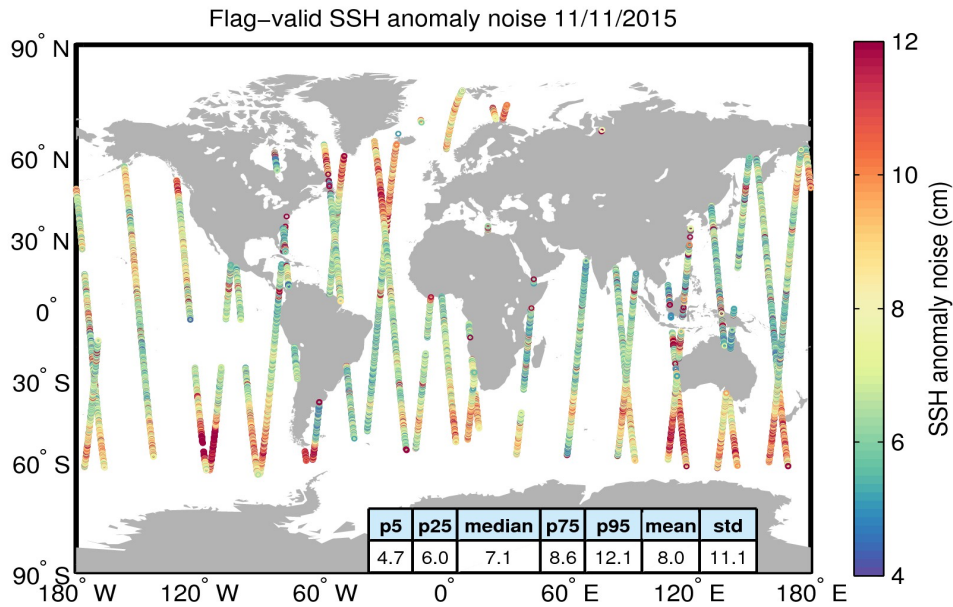 Flag-valid SSH anomaly noise 11/11/2015
90° N
60° N
30° N
0°
30° S
60° S
90° S
180° W
120° W
60° W
0°
60° E
120° E
180° E
12
10
8
6
4
SSH anomaly noise (cm)
p5 p25 median p75 p95 mean std
4.7 6.0 7.1 8.6 12.1 8.0 11.1